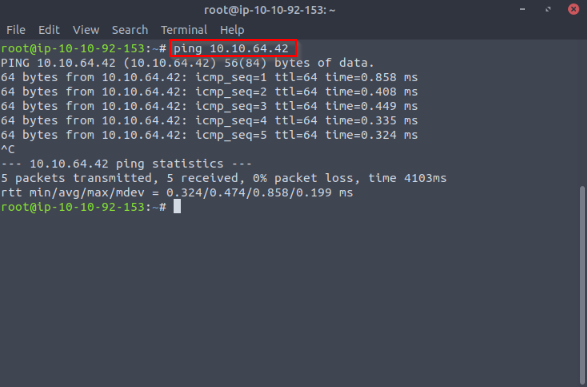 root@ip-10-10-92-153: ~
File Edit View Search Terminal Help
root@ip-10-10-92-153:~# ping 10.10.64.42
PING 10.10.64.42 (10.10.64.42) 56(84) bytes of data.
64 bytes from 10.10.64.42: icmp_seq=1 ttl=64 time=0.858 ms
64 bytes from 10.10.64.42: icmp_seq=2 ttl=64 time=0.408 ms
64 bytes from 10.10.64.42: icmp_seq=3 ttl=64 time=0.449 ms
64 bytes from 10.10.64.42: icmp_seq=4 ttl=64 time=0.335 ms
64 bytes from 10.10.64.42: icmp_seq=5 ttl=64 time=0.324 ms
^C
--- 10.10.64.42 ping statistics ---
5 packets transmitted, 5 received, 0% packet loss, time 4103ms
rtt min/avg/max/mdev = 0.324/0.474/0.858/0.199 ms
root@ip-10-10-92-153:~#